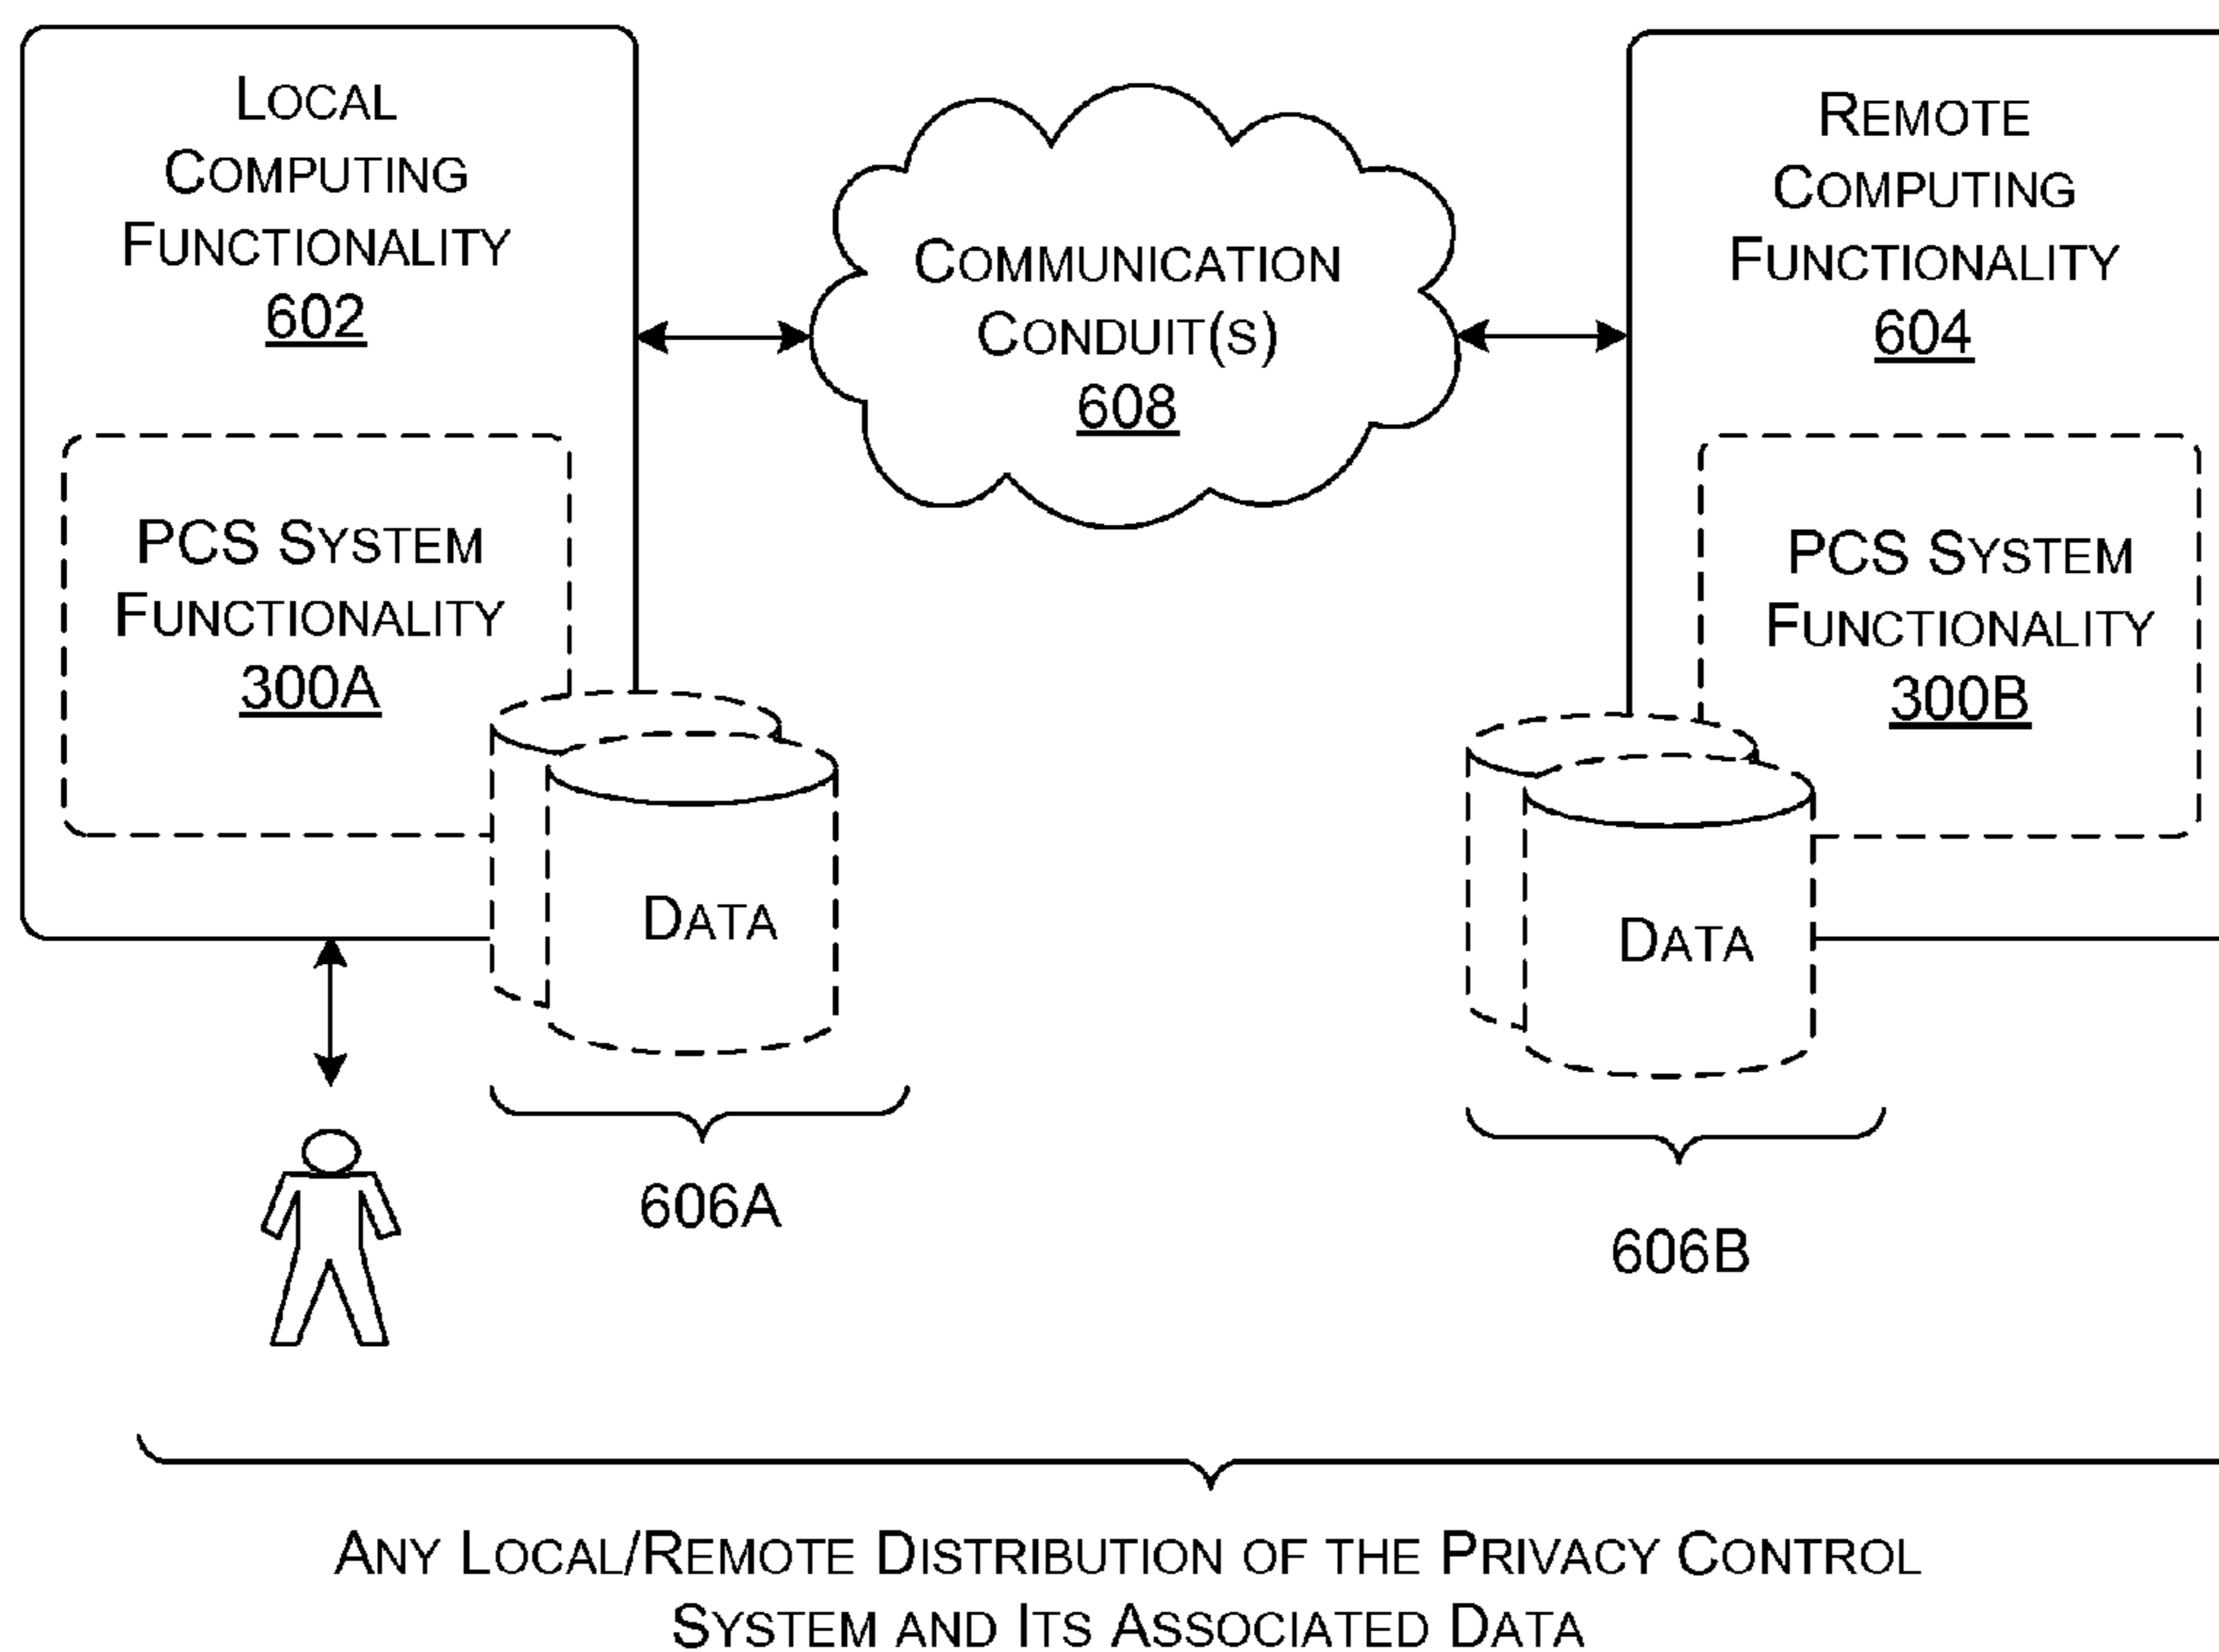 LOCAL
COMPUTING
FUNCTIONALITY
602
PCS SYSTEM
FUNCTIONALITY
300A
DATA
606A
COMMUNICATION
CONDUIT(S)
608
REMOTE
COMPUTING
FUNCTIONALITY
604
PCS SYSTEM
FUNCTIONALITY
300B
DATA
606B
ANY LOCAL/REMOTE DISTRIBUTION OF THE PRIVACY CONTROL
SYSTEM AND ITS ASSOCIATED DATA